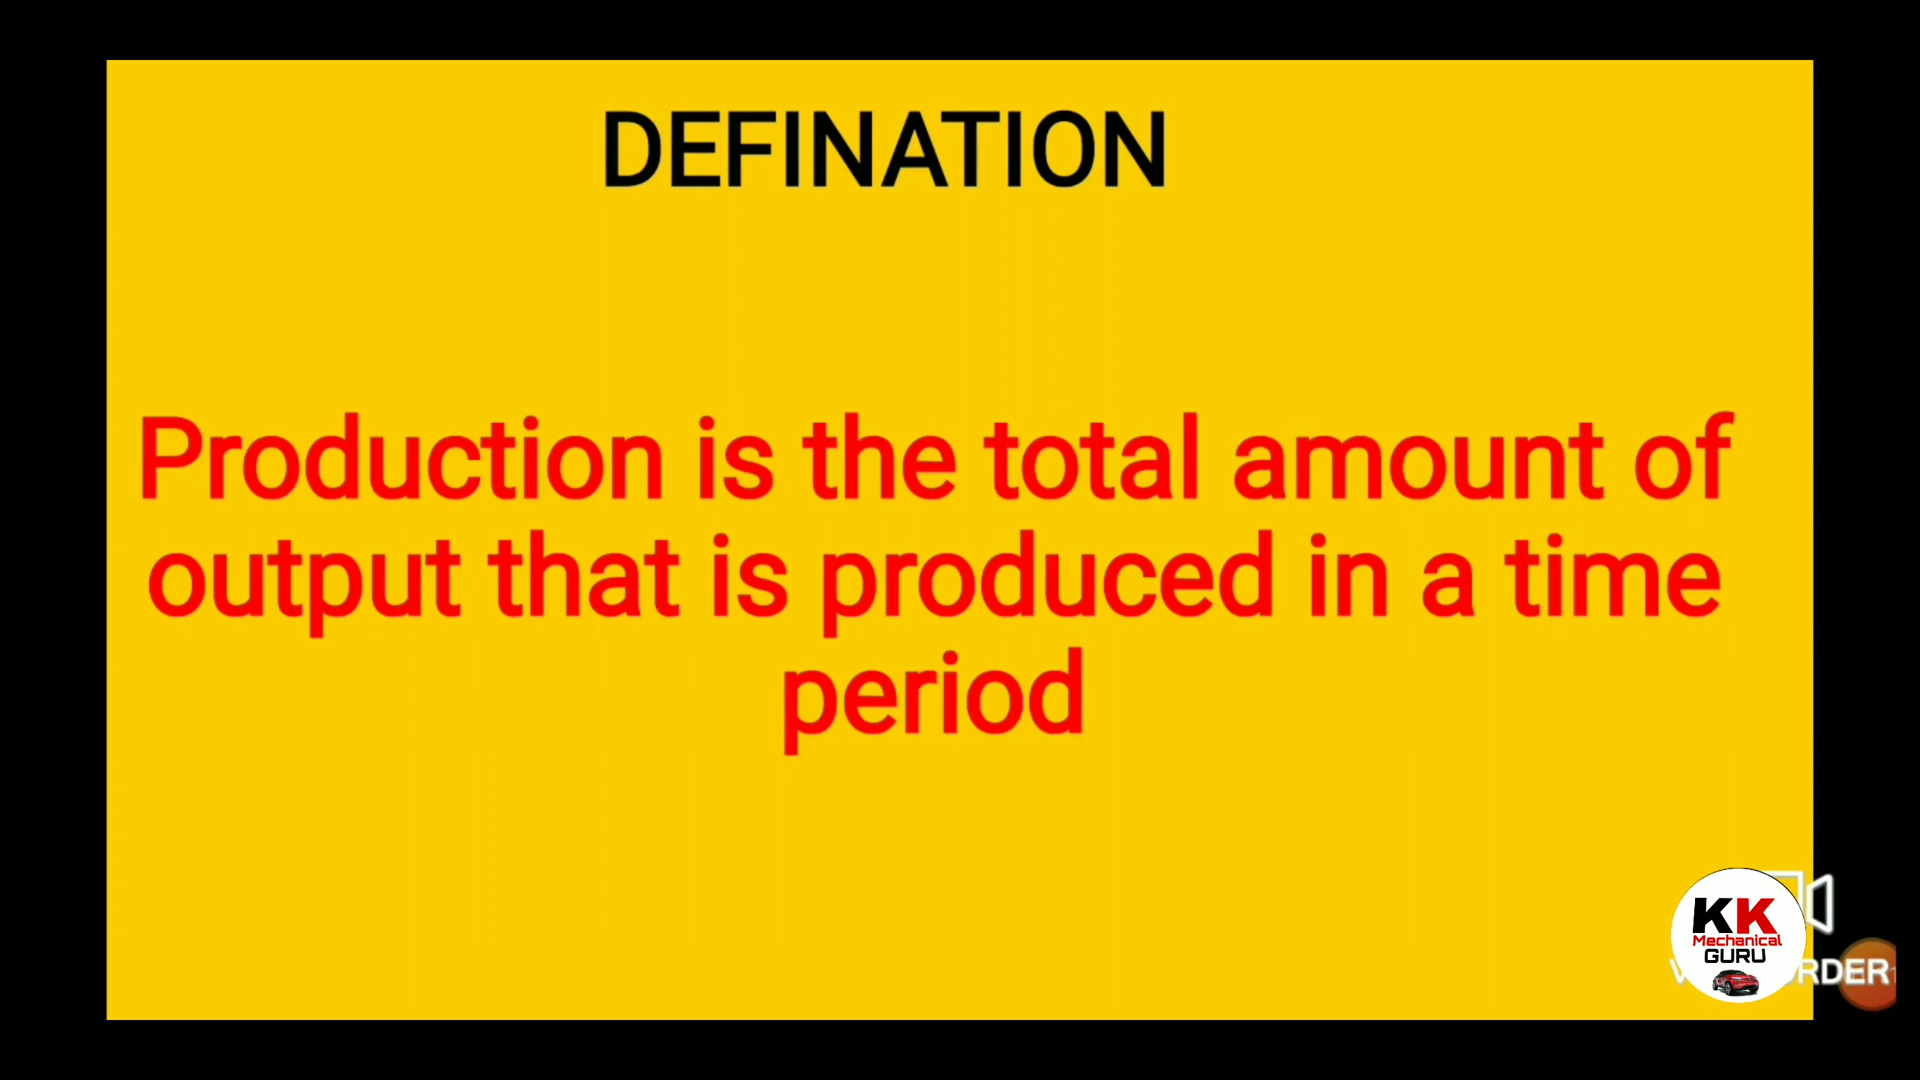 DEFINATION
Production is the total amount of
output that is produced in a time
period
KK
Mechanical
GURU